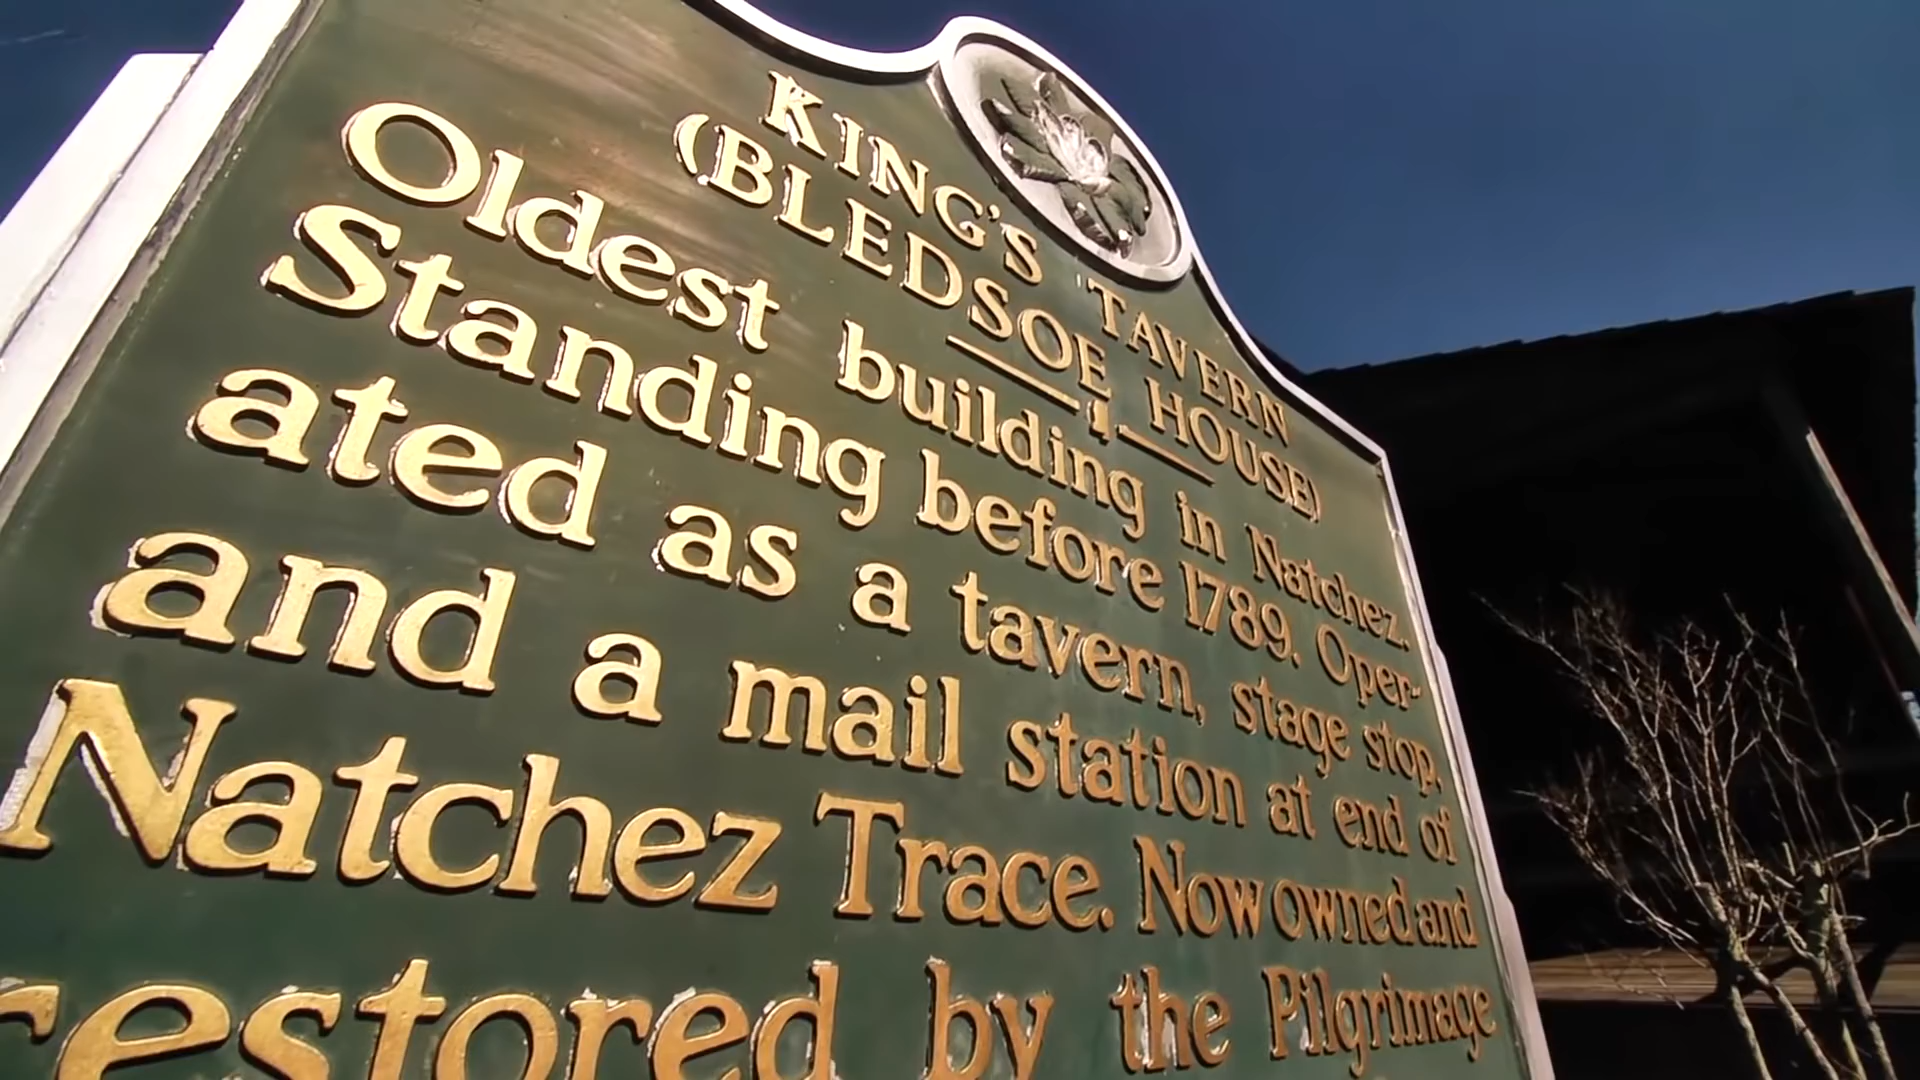 KING'S TAVERN
(BLEDSOE HOUSE)
Oldest building in Natchez.
Standing before 1789. Oper-
ated as a tavern, stage stop,
and a mail station at end of
Natchez Trace. Now owned and
restored by the Pilgrimage